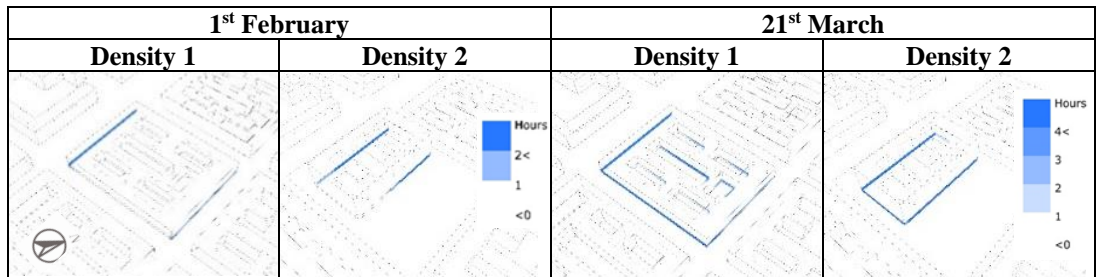 1st February
21st March
Density 1
Density 2
Density 1
Density 2
Hours
2<
1
<0
Hours
4<
3
2
1
<0